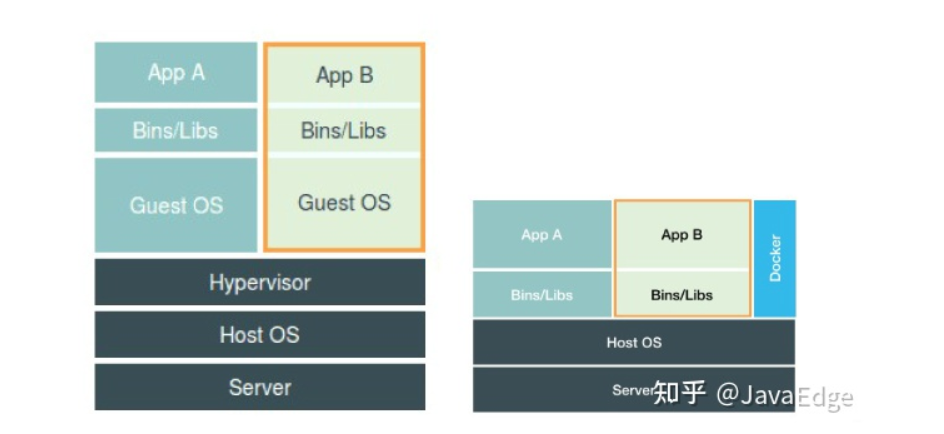 App A
App B
Bins/Libs
Bins/Libs
Guest OS
Guest OS
Hypervisor
Host OS
Server
App A
App B
Docker
Bins/Libs
Bins/Libs
Host OS
Server
知乎 @JavaEdge